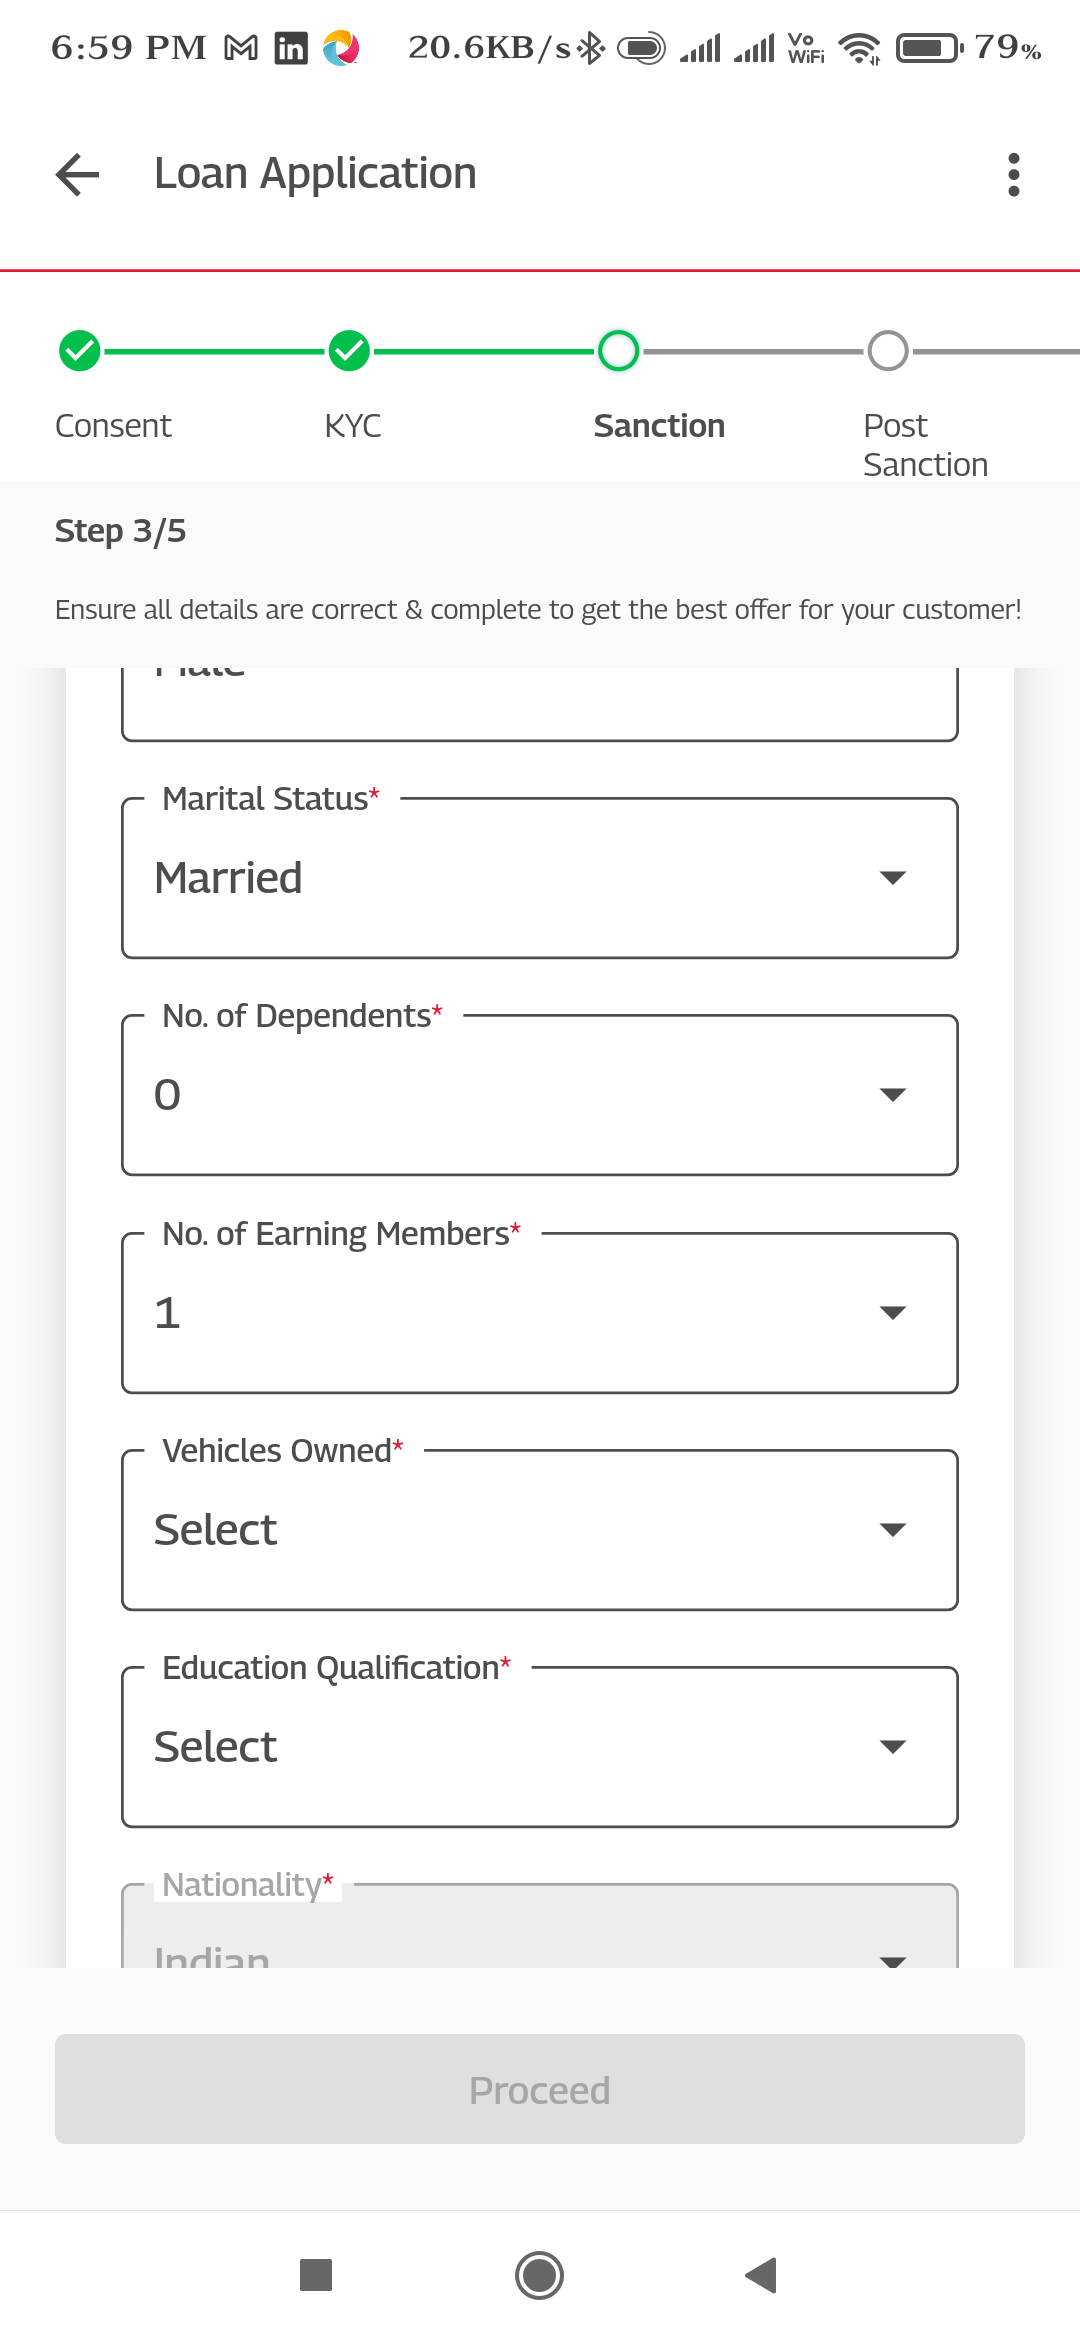 6:59 PM
20.6KB/s
Vo
WiFi
79%
Loan Application
Consent
KYC
Sanction
Post
Sanction
Step 3/5
Ensure all details are correct & complete to get the best offer for your customer!
Male
Marital Status*
Married
No. of Dependents*
0
No. of Earning Members*
1
Vehicles Owned*
Select
Education Qualification*
Select
Nationality*
Indian
Proceed